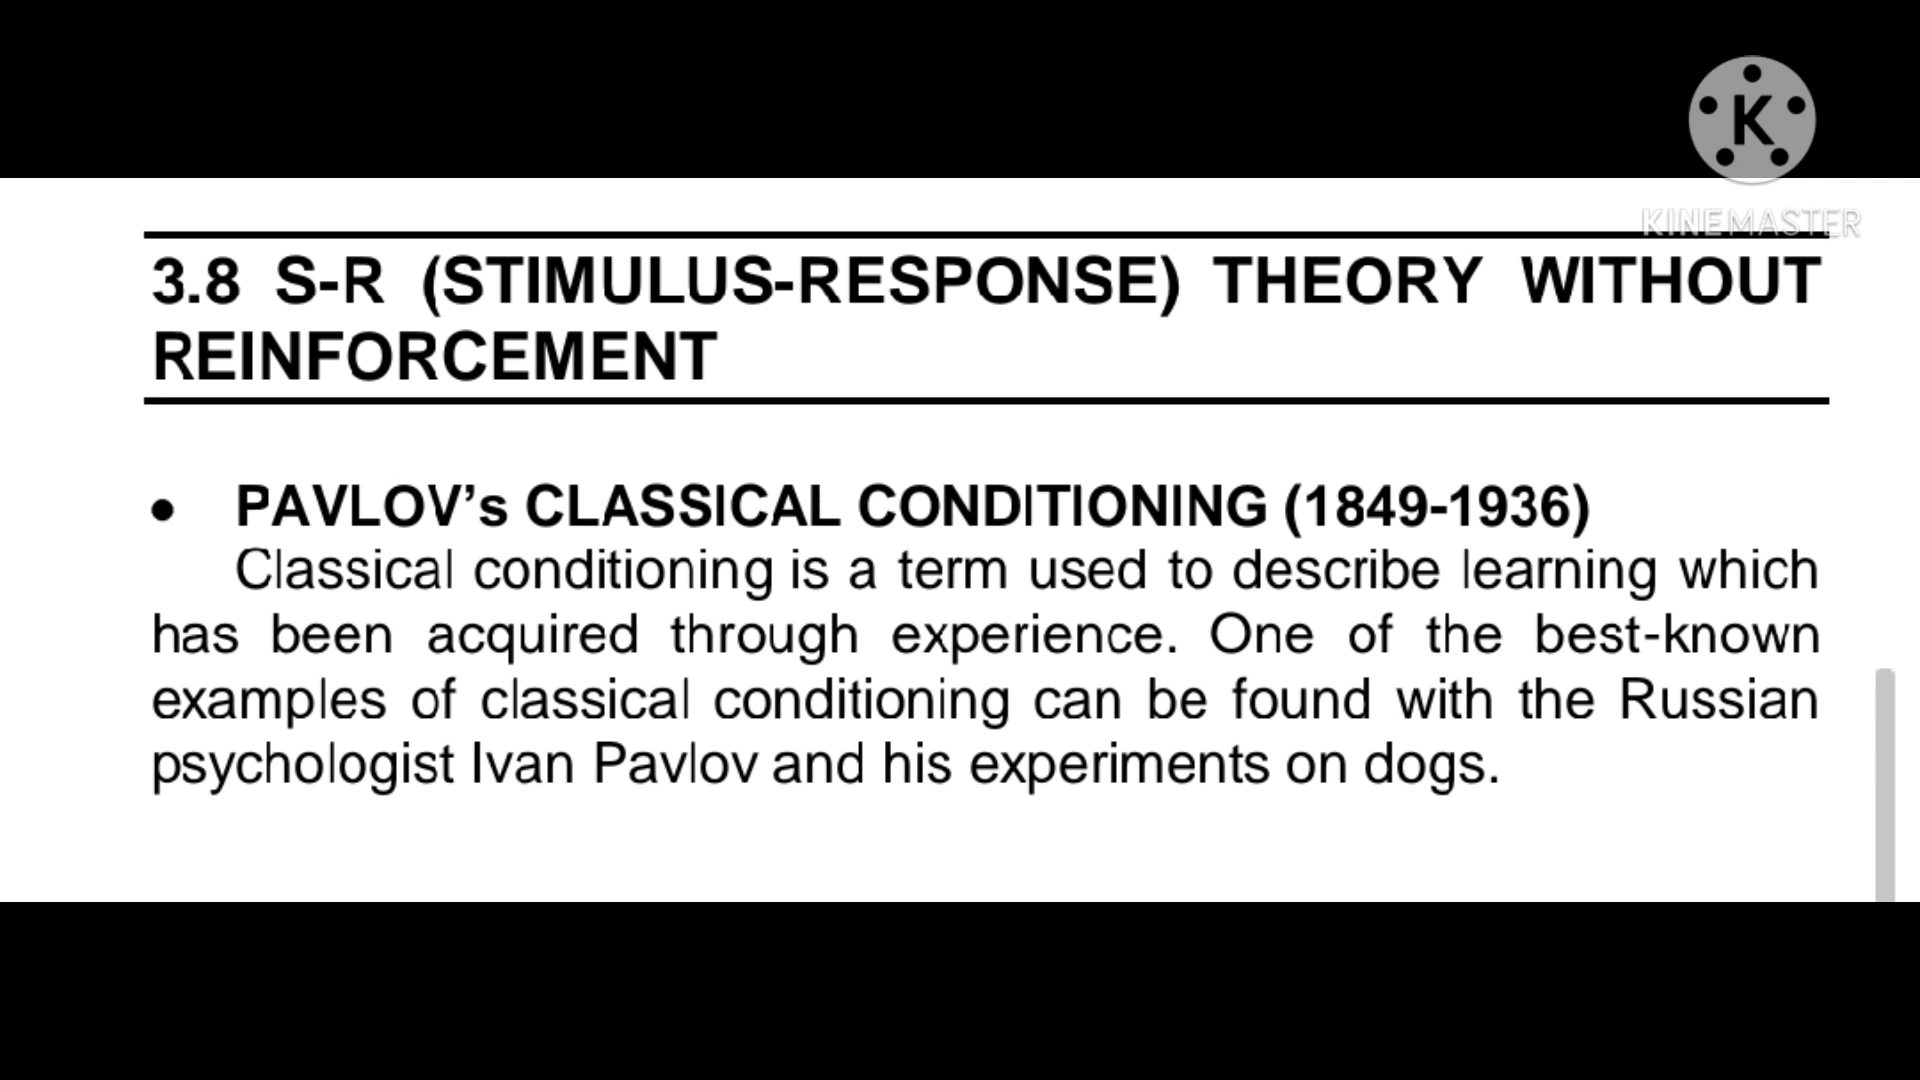 K
KINEMASTER
3.8 S-R (STIMULUS-RESPONSE) THEORY WITHOUT
REINFORCEMENT
● PAVLOV’s CLASSICAL CONDITIONING (1849-1936)
Classical conditioning is a term used to describe learning which
has been acquired through experience. One of the best-known
examples of classical conditioning can be found with the Russian
psychologist Ivan Pavlov and his experiments on dogs.